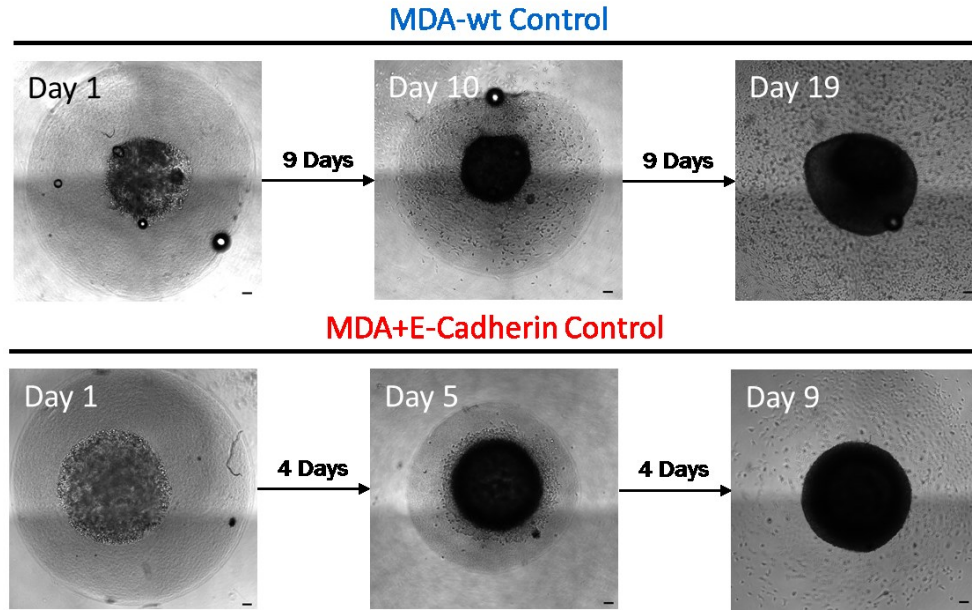 MDA-wt Control
Day 1
9 Days
Day 10
9 Days
Day 19
MDA+E-Cadherin Control
Day 1
4 Days
Day 5
4 Days
Day 9